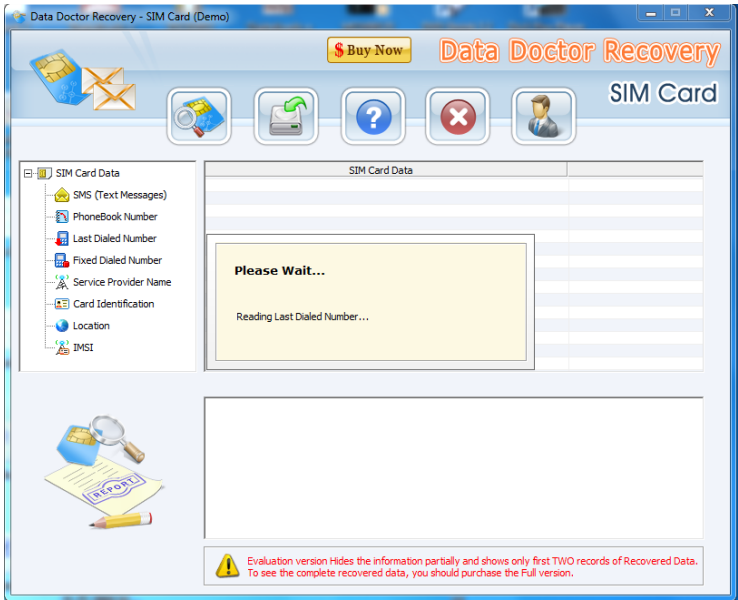 Data Doctor Recovery - SIM Card (Demo)
$ Buy Now
Data Doctor Recovery
SIM Card
SIM Card Data
SMS (Text Messages)
PhoneBook Number
Last Dialed Number
Fixed Dialed Number
Service Provider Name
Card Identification
Location
IMSI
SIM Card Data
Please Wait...
Reading Last Dialed Number...
REPORT
Evaluation version Hides the information partially and shows only first TWO records of Recovered Data.
To see the complete recovered data, you should purchase the Full version.